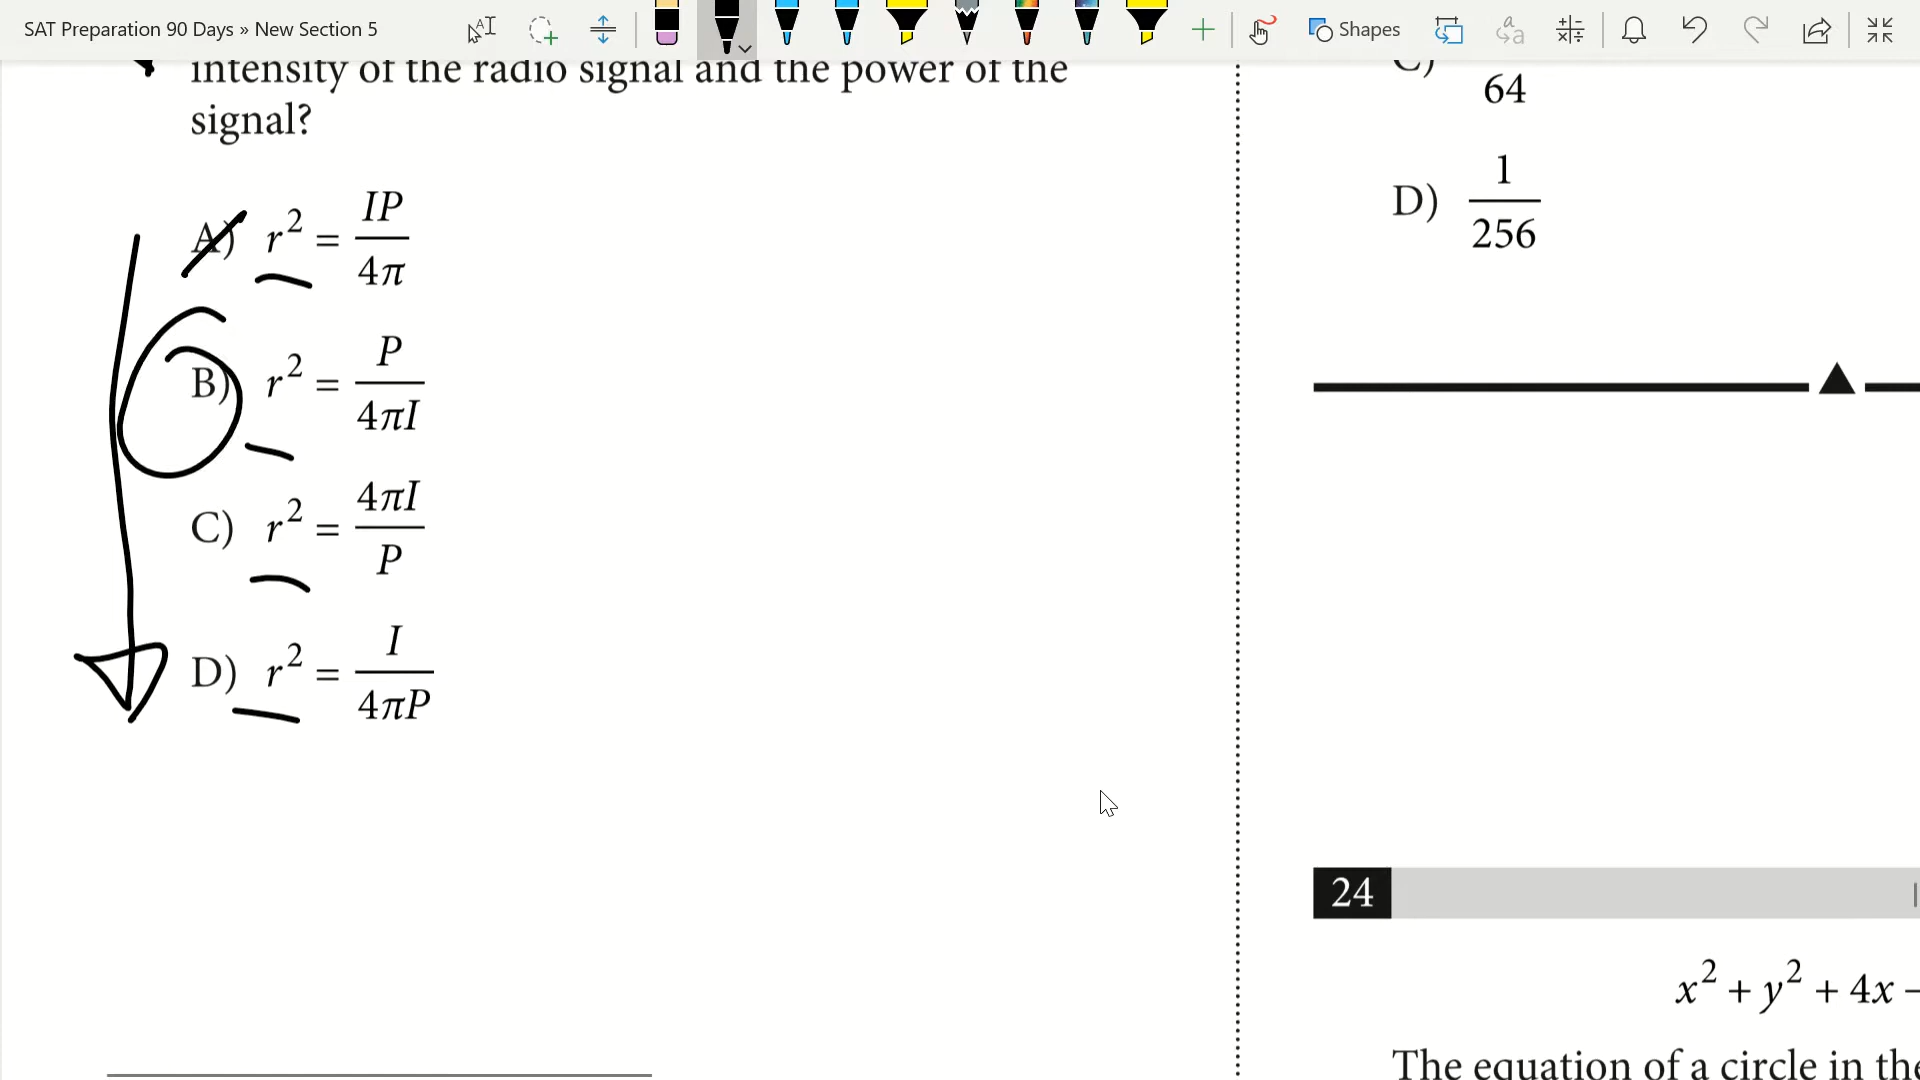 SAT Preparation 90 Days » New Section 5
Shapes
intensity of the radio signal and the power of the
signal?
A) r² = IP / 4π
B) r² = P / 4πI
C) r² = 4πI / P
D) r² = I / 4πP
C)
64
D) 1 / 256
24
x² + y² + 4x −
The equation of a circle in the